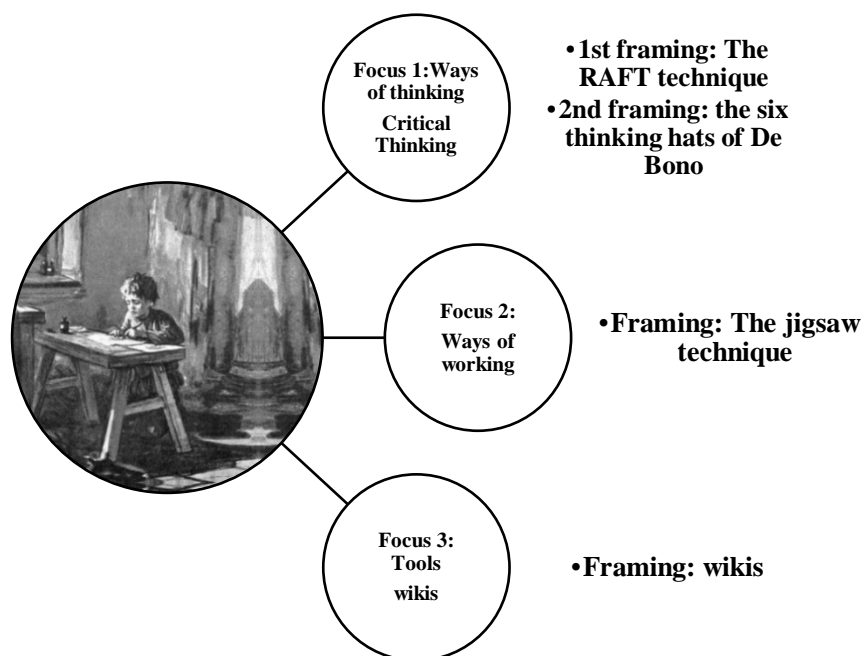 Focus 1:Ways
of thinking
Critical
Thinking
•1st framing: The
RAFT technique
•2nd framing: the six
thinking hats of De
Bono
Focus 2:
Ways of
working
•Framing: The jigsaw
technique
Focus 3:
Tools
wikis
•Framing: wikis